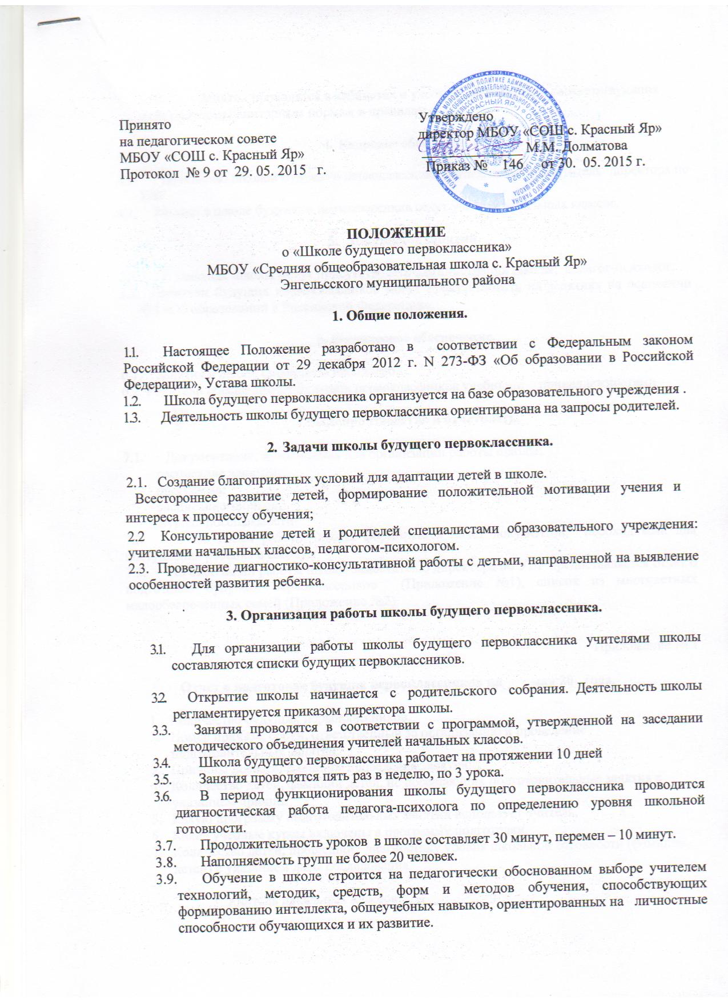 Принято
на педагогическом совете
МБОУ «СОШ с. Красный Яр»
Протокол № 9 от 29. 05. 2015 г.
Утверждено
директор МБОУ «СОШ с. Красный Яр»
М.М. Долматова
Приказ № 146 от 30. 05. 2015 г.
ПОЛОЖЕНИЕ
о «Школе будущего первоклассника»
МБОУ «Средняя общеобразовательная школа с. Красный Яр»
Энгельсского муниципального района
1. Общие положения.
1.1. Настоящее Положение разработано в соответствии с Федеральным законом
Российской Федерации от 29 декабря 2012 г. N 273-ФЗ «Об образовании в Российской
Федерации», Устава школы.
1.2. Школа будущего первоклассника организуется на базе образовательного учреждения .
1.3. Деятельность школы будущего первоклассника ориентирована на запросы родителей.
2. Задачи школы будущего первоклассника.
2.1. Создание благоприятных условий для адаптации детей в школе.
Всестороннее развитие детей, формирование положительной мотивации учения и
интереса к процессу обучения;
2.2 Консультирование детей и родителей специалистами образовательного учреждения:
учителями начальных классов, педагогом-психологом.
2.3. Проведение диагностико-консультативной работы с детьми, направленной на выявление
особенностей развития ребенка.
3. Организация работы школы будущего первоклассника.
3.1. Для организации работы школы будущего первоклассника учителями школы
составляются списки будущих первоклассников.
3.2. Открытие школы начинается с родительского собрания. Деятельность школы
регламентируется приказом директора школы.
3.3. Занятия проводятся в соответствии с программой, утвержденной на заседании
методического объединения учителей начальных классов.
3.4. Школа будущего первоклассника работает на протяжении 10 дней
3.5. Занятия проводятся пять раз в неделю, по 3 урока.
3.6. В период функционирования школы будущего первоклассника проводится
диагностическая работа педагога-психолога по определению уровня школьной
готовности.
3.7. Продолжительность уроков в школе составляет 30 минут, перемен – 10 минут.
3.8. Наполняемость групп не более 20 человек.
3.9. Обучение в школе строится на педагогически обоснованном выборе учителем
технологий, методик, средств, форм и методов обучения, способствующих
формированию интеллекта, общеучебных навыков, ориентированных на личностные
способности обучающихся и их развитие.